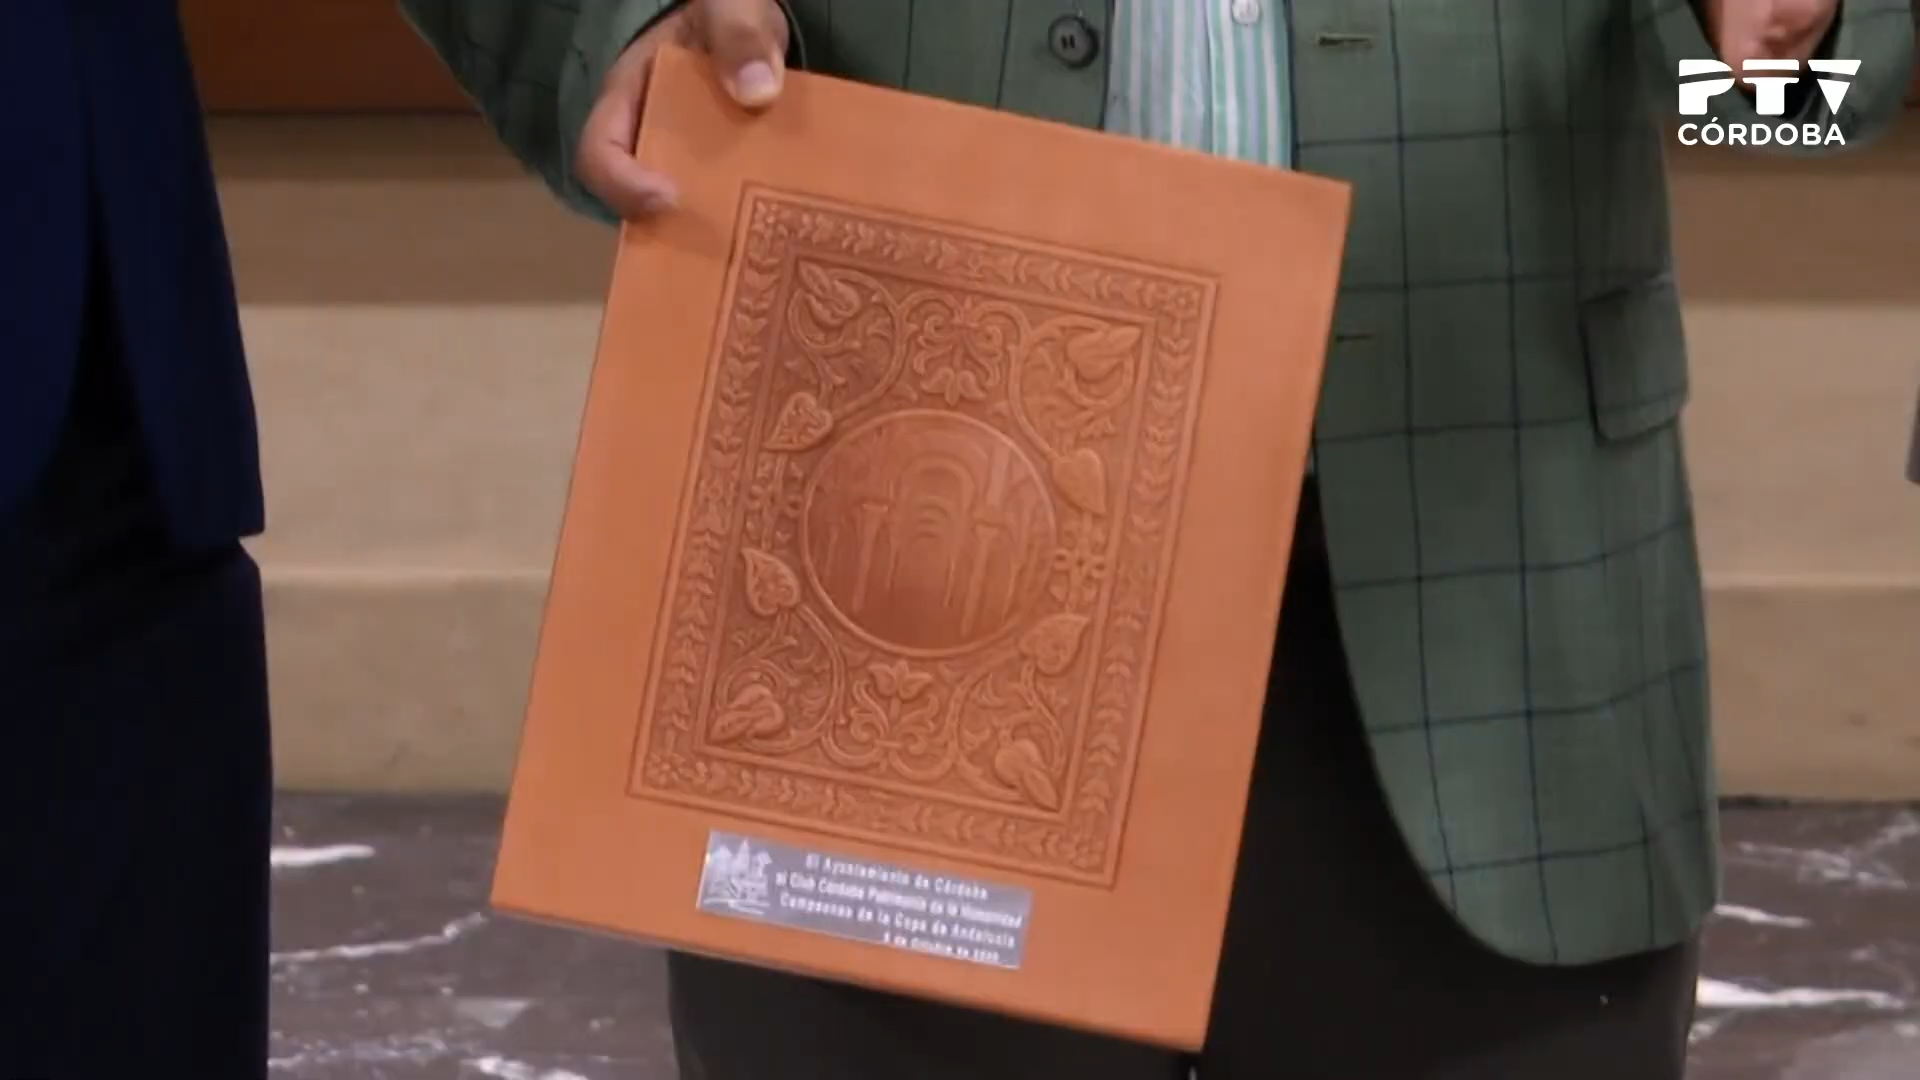 PTV
CÓRDOBA
El Ayuntamiento de Córdoba
al Club Córdoba Patrimonio de la Humanidad
Campeonas de la Copa de Andalucía
de Octubre de